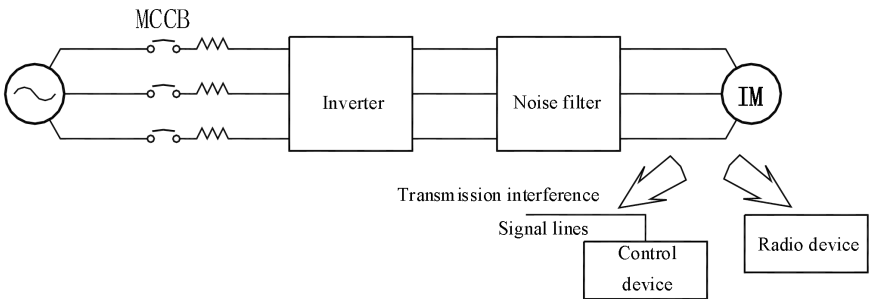 MCCB
Inverter
Noise filter
IM
Transmission interference
Signal lines
Control
device
Radio device